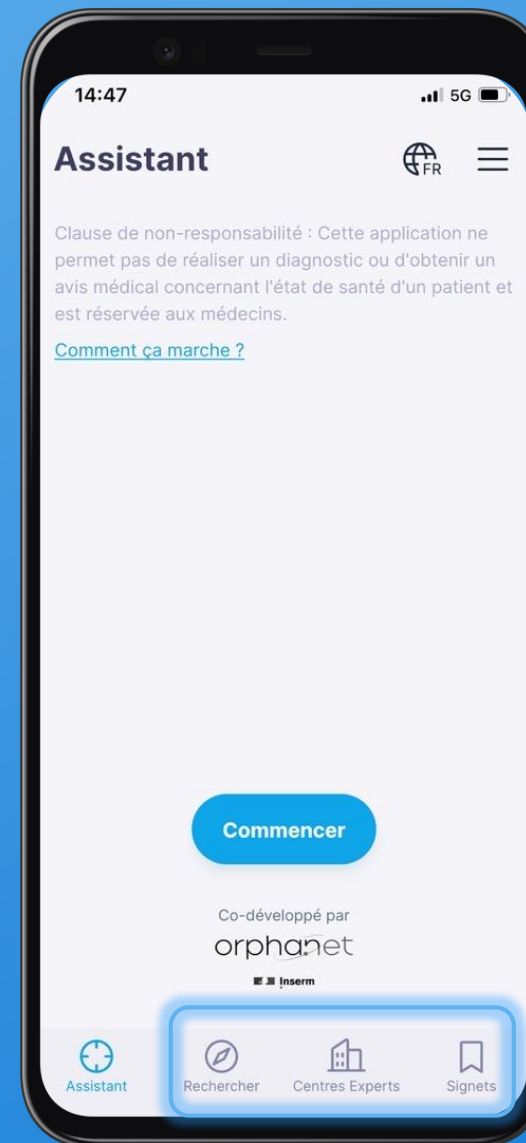 14:47
5G
Assistant
FR
Clause de non-responsabilité : Cette application ne
permet pas de réaliser un diagnostic ou d'obtenir un
avis médical concernant l'état de santé d'un patient et
est réservée aux médecins.
Comment ça marche ?
Commencer
Co-développé par
orphanet
Inserm
Assistant
Rechercher
Centres Experts
Signets